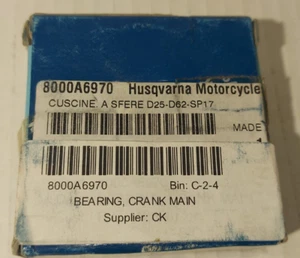 8000A6970 Husqvarna Motorcycle
CUSCINE. A SFERE D25-D62-SP17
MADE
8000A6970 Bin: C-2-4
BEARING, CRANK MAIN
Supplier: CK